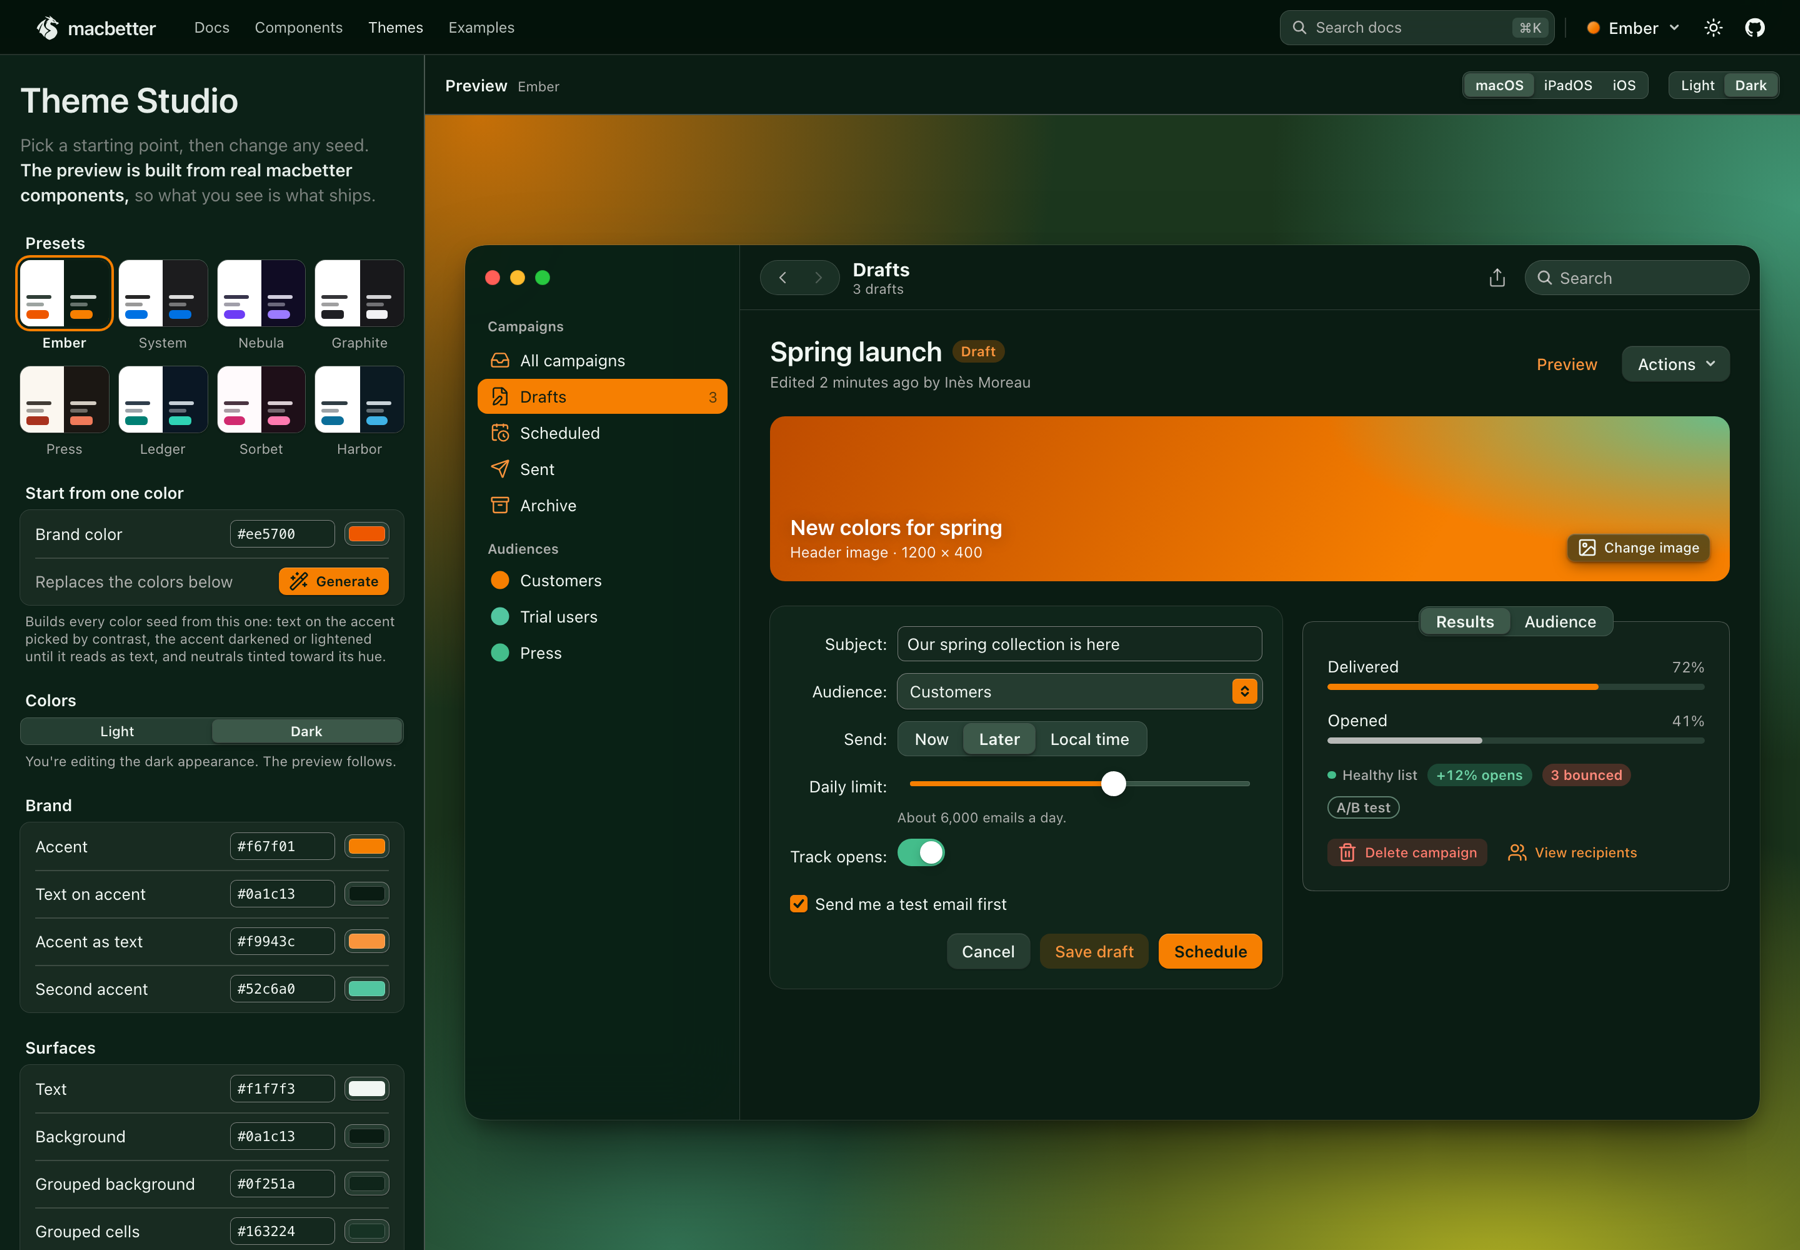 macbetter
Docs
Components
Themes
Examples
Search docs
⌘K
Ember
Theme Studio
Pick a starting point, then change any seed.
The preview is built from real macbetter
components, so what you see is what ships.
Presets
Ember
System
Nebula
Graphite
Press
Ledger
Sorbet
Harbor
Start from one color
Brand color
#ee5700
Replaces the colors below
Generate
Builds every color seed from this one: text on the accent
picked by contrast, the accent darkened or lightened
until it reads as text, and neutrals tinted toward its hue.
Colors
Light
Dark
You're editing the dark appearance. The preview follows.
Brand
Accent
#f67f01
Text on accent
#0a1c13
Accent as text
#f9943c
Second accent
#52c6a0
Surfaces
Text
#f1f7f3
Background
#0a1c13
Grouped background
#0f251a
Grouped cells
#163224
Preview
Ember
macOS
iPadOS
iOS
Light
Dark
Campaigns
All campaigns
Drafts
3
Scheduled
Sent
Archive
Audiences
Customers
Trial users
Press
Drafts
3 drafts
Search
Spring launch
Draft
Edited 2 minutes ago by Inès Moreau
Preview
Actions
New colors for spring
Header image · 1200 × 400
Change image
Subject:
Our spring collection is here
Audience:
Customers
Send:
Now
Later
Local time
Daily limit:
About 6,000 emails a day.
Track opens:
Send me a test email first
Cancel
Save draft
Schedule
Results
Audience
Delivered
72%
Opened
41%
Healthy list
+12% opens
3 bounced
A/B test
Delete campaign
View recipients